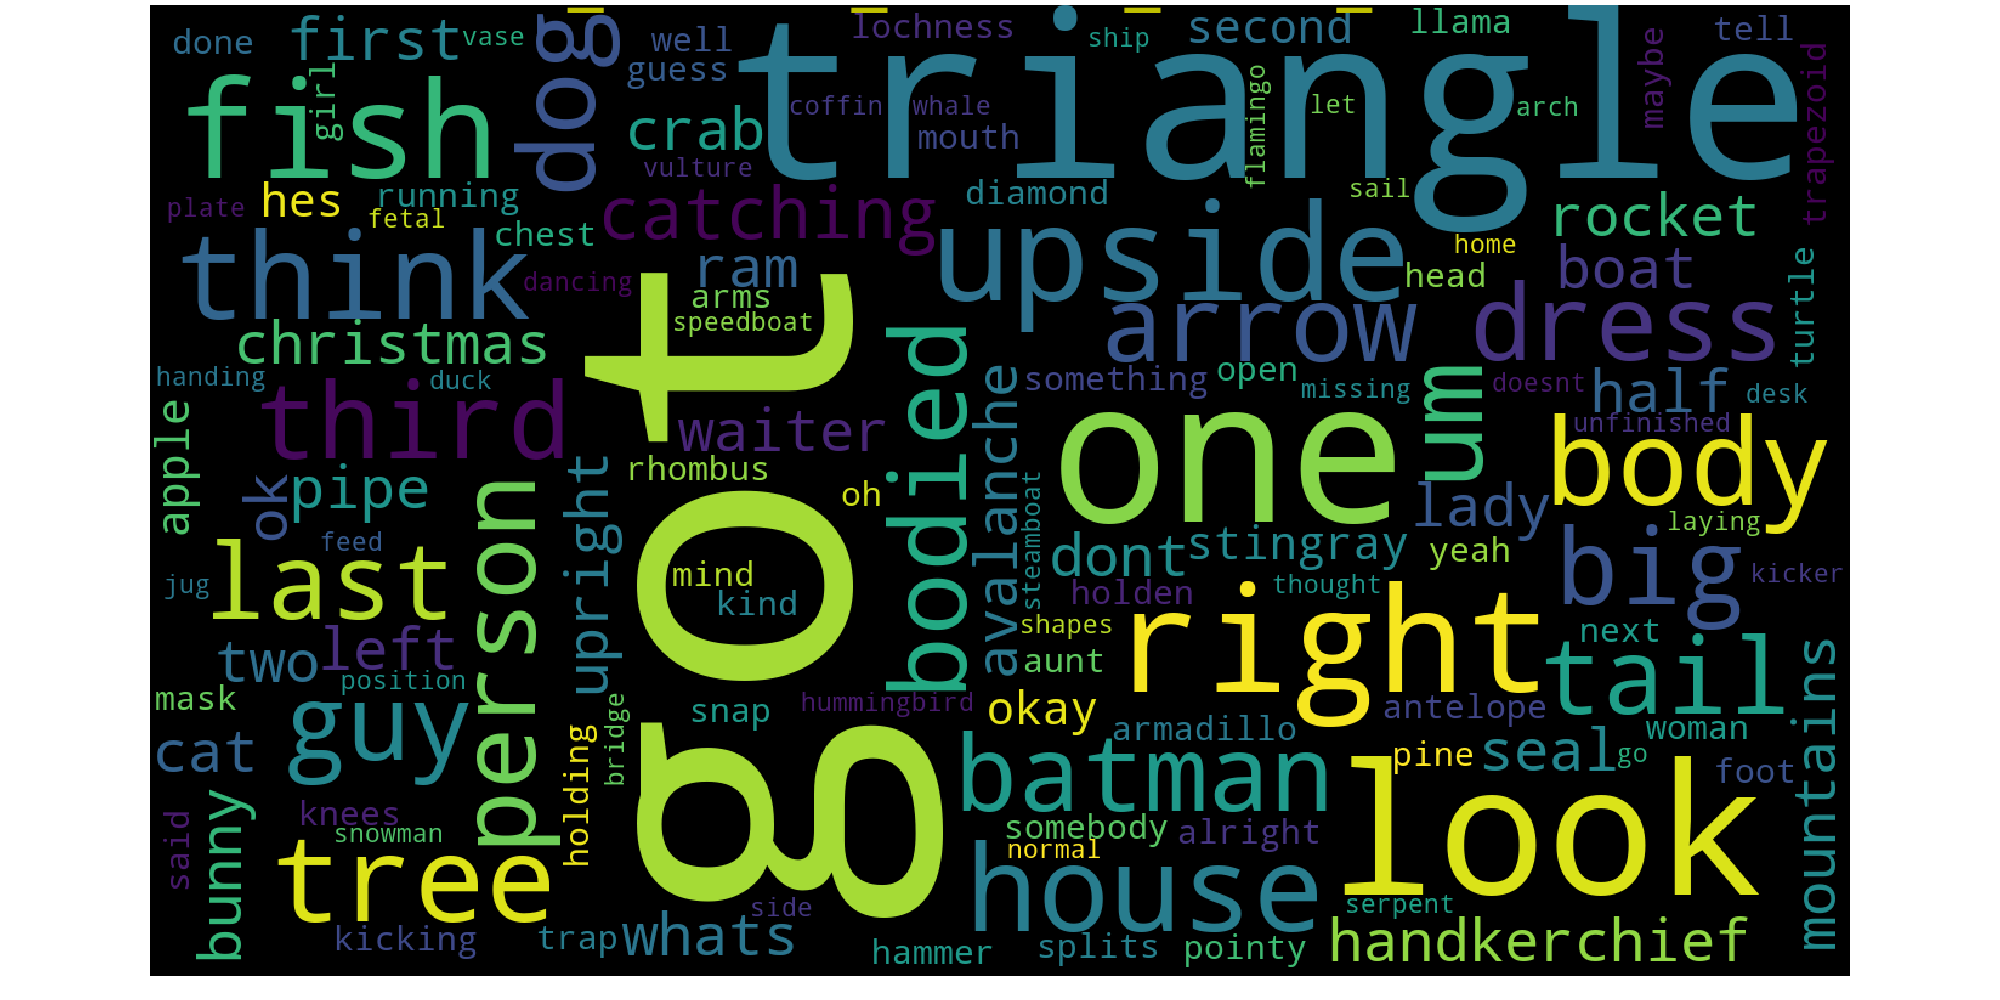 done
first
vase
dog
well
lochness
ship
second
llama
tell
guess
triangle
maybe
trapezoid
fish
girl
coffin
whale
let
arch
crab
mouth
flamingo
vulture
plate
hes
running
fetal
catching
diamond
sail
rocket
think
chest
upside
home
head
boat
turtle
dancing
ram
arms
speedboat
arrow
dress
christmas
handing
duck
third
apple
got
bodied
avalanche
something
open
missing
doesnt
half
desk
unfinished
waiter
one
um
body
rhombus
oh
ok
pipe
person
upright
steamboat
lady
laying
feed
last
jug
mind
kind
dont
stingray
yeah
big
kicker
holden
thought
shapes
right
next
two
left
position
aunt
tail
mountains
mask
guy
bridge
snap
hummingbird
okay
armadillo
antelope
woman
cat
holding
batman
pine
seal
go
foot
said
bunny
knees
snowman
tree
somebody
alright
normal
look
house
serpent
kicking
trap
whats
side
hammer
splits
pointy
handkerchief